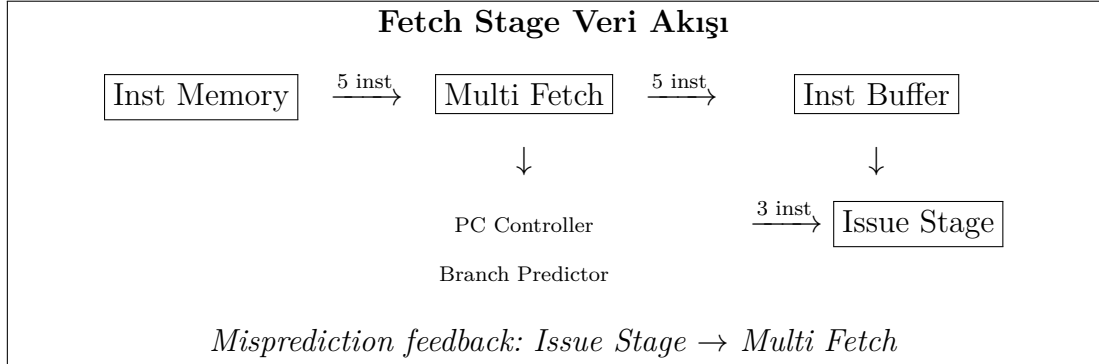 Fetch Stage Veri Akışı
Inst Memory 5 inst → Multi Fetch 5 inst → Inst Buffer
↓ ↓
PC Controller 3 inst → Issue Stage
Branch Predictor
Misprediction feedback: Issue Stage → Multi Fetch